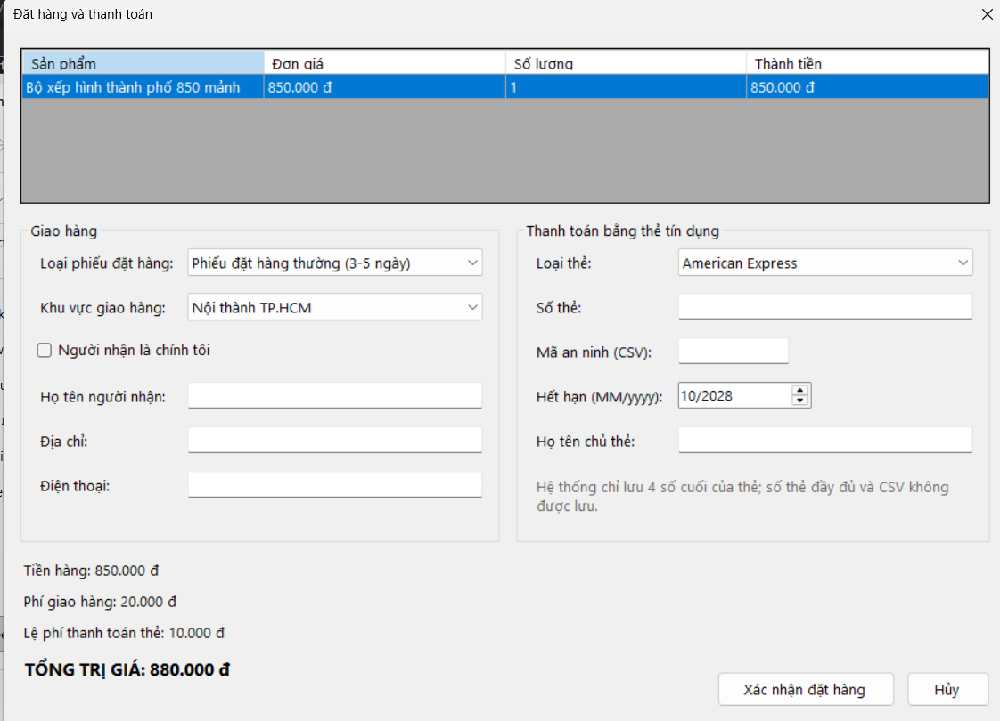 Đặt hàng và thanh toán
Sản phẩm Đơn giá Số lượng Thành tiền
Bộ xếp hình thành phố 850 mảnh 850.000 đ 1 850.000 đ
Giao hàng
Loại phiếu đặt hàng: Phiếu đặt hàng thường (3-5 ngày)
Khu vực giao hàng: Nội thành TP.HCM
Người nhận là chính tôi
Họ tên người nhận:
Địa chỉ:
Điện thoại:
Thanh toán bằng thẻ tín dụng
Loại thẻ: American Express
Số thẻ:
Mã an ninh (CSV):
Hết hạn (MM/yyyy): 10/2028
Họ tên chủ thẻ:
Hệ thống chỉ lưu 4 số cuối của thẻ; số thẻ đầy đủ và CSV không
được lưu.
Tiền hàng: 850.000 đ
Phí giao hàng: 20.000 đ
Lệ phí thanh toán thẻ: 10.000 đ
TỔNG TRỊ GIÁ: 880.000 đ
Xác nhận đặt hàng
Hủy